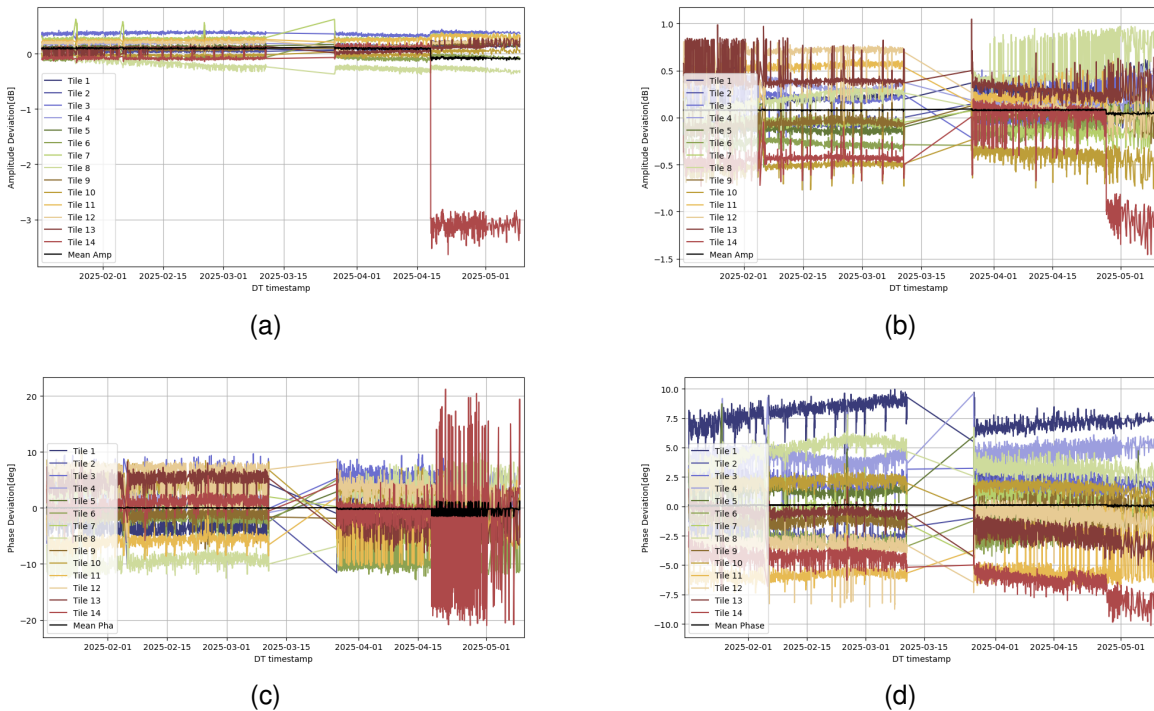 0
−1
−2
−3
Amplitude Deviation[dB]
Tile 1
Tile 2
Tile 3
Tile 4
Tile 5
Tile 6
Tile 7
Tile 8
Tile 9
Tile 10
Tile 11
Tile 12
Tile 13
Tile 14
Mean Amp
2025-02-01 2025-02-15 2025-03-01 2025-03-15 2025-04-01 2025-04-15 2025-05-01
DT timestamp
(a)
1.0
0.5
0.0
−0.5
−1.0
−1.5
Amplitude Deviation[dB]
Tile 1
Tile 2
Tile 3
Tile 4
Tile 5
Tile 6
Tile 7
Tile 8
Tile 9
Tile 10
Tile 11
Tile 12
Tile 13
Tile 14
Mean Amp
2025-02-01 2025-02-15 2025-03-01 2025-03-15 2025-04-01 2025-04-15 2025-05-01
DT timestamp
(b)
20
10
0
−10
−20
Phase Deviation[deg]
Tile 1
Tile 2
Tile 3
Tile 4
Tile 5
Tile 6
Tile 7
Tile 8
Tile 9
Tile 10
Tile 11
Tile 12
Tile 13
Tile 14
Mean Pha
2025-02-01 2025-02-15 2025-03-01 2025-03-15 2025-04-01 2025-04-15 2025-05-01
DT timestamp
(c)
10.0
7.5
5.0
2.5
0.0
−2.5
−5.0
−7.5
−10.0
Phase Deviation[deg]
Tile 1
Tile 2
Tile 3
Tile 4
Tile 5
Tile 6
Tile 7
Tile 8
Tile 9
Tile 10
Tile 11
Tile 12
Tile 13
Tile 14
Mean Phase
2025-02-01 2025-02-15 2025-03-01 2025-03-15 2025-04-01 2025-04-15 2025-05-01
DT timestamp
(d)